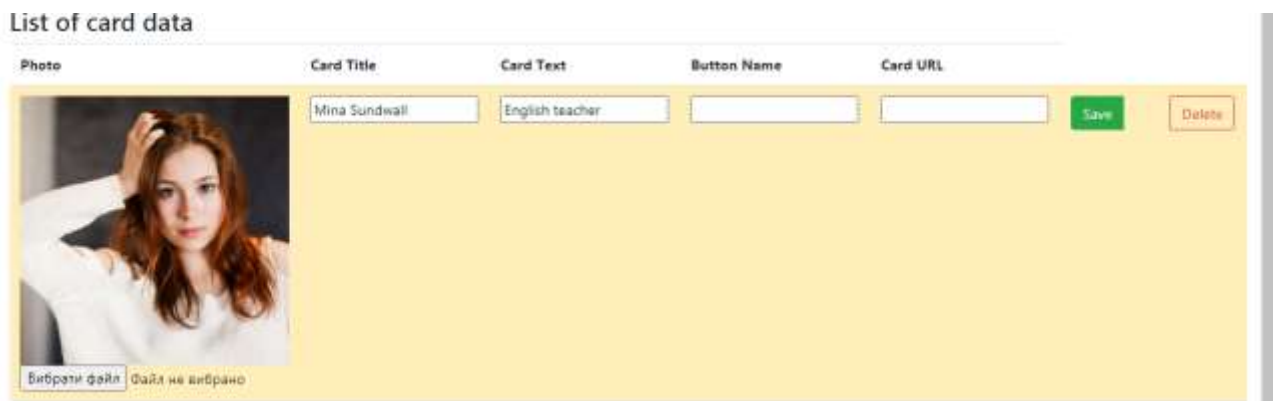 List of card data
Photo Card Title Card Text Button Name Card URL
Mina Sundwall English teacher Save Delete
Вибрати файл Файл не вибрано